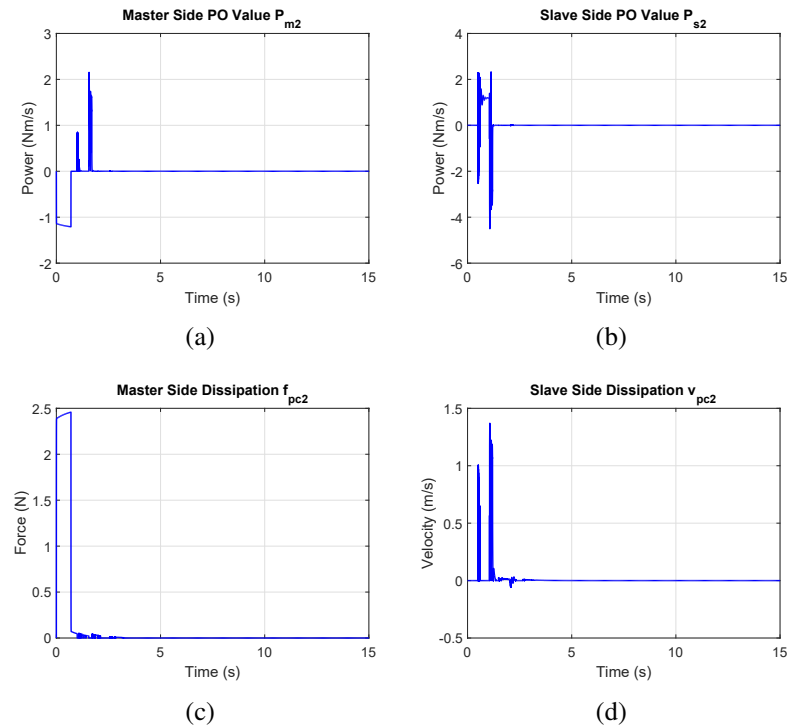 Master Side PO Value P_m2
Power (Nm/s)
3
2
1
0
-1
-2
0 5 10 15
Time (s)
(a)
Slave Side PO Value P_s2
Power (Nm/s)
4
2
0
-2
-4
-6
0 5 10 15
Time (s)
(b)
Master Side Dissipation f_pc2
Force (N)
2.5
2
1.5
1
0.5
0
0 5 10 15
Time (s)
(c)
Slave Side Dissipation v_pc2
Velocity (m/s)
1.5
1
0.5
0
-0.5
0 5 10 15
Time (s)
(d)